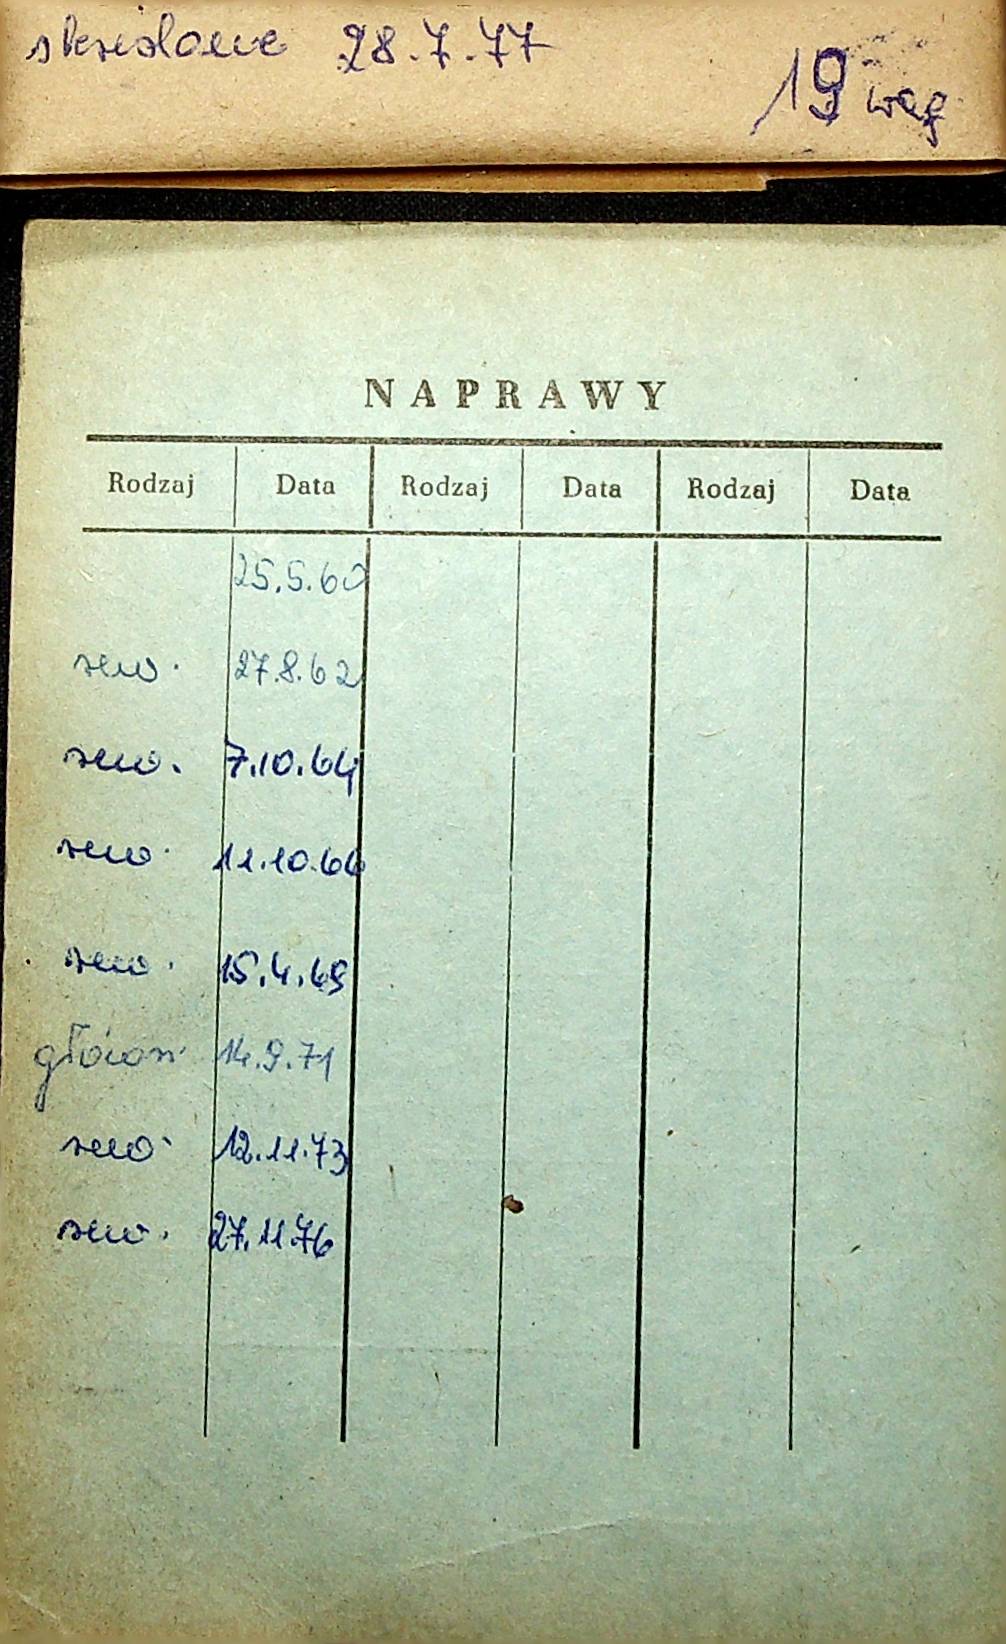 skreślone 28.7.77
19 wag
NAPRAWY
Rodzaj Data Rodzaj Data Rodzaj Data
25.5.60
rew. 27.8.62
rew. 7.10.64
rew. 11.10.66
rew. 15.4.69
główn. 14.9.71
rew. 12.11.73
rew. 27.11.76